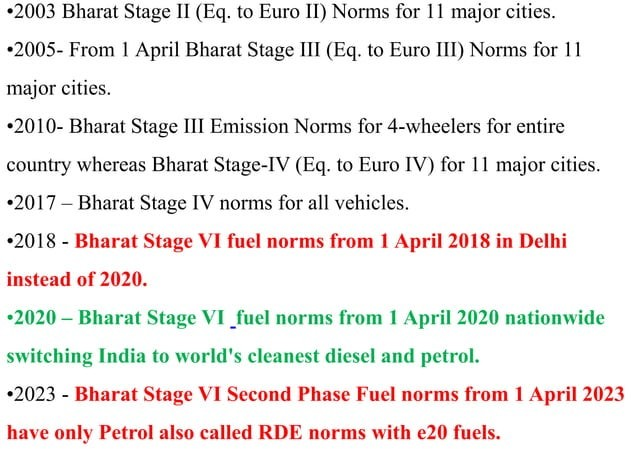 •2003 Bharat Stage II (Eq. to Euro II) Norms for 11 major cities.
•2005- From 1 April Bharat Stage III (Eq. to Euro III) Norms for 11
major cities.
•2010- Bharat Stage III Emission Norms for 4-wheelers for entire
country whereas Bharat Stage-IV (Eq. to Euro IV) for 11 major cities.
•2017 – Bharat Stage IV norms for all vehicles.
•2018 - Bharat Stage VI fuel norms from 1 April 2018 in Delhi
instead of 2020.
•2020 – Bharat Stage VI fuel norms from 1 April 2020 nationwide
switching India to world's cleanest diesel and petrol.
•2023 - Bharat Stage VI Second Phase Fuel norms from 1 April 2023
have only Petrol also called RDE norms with e20 fuels.